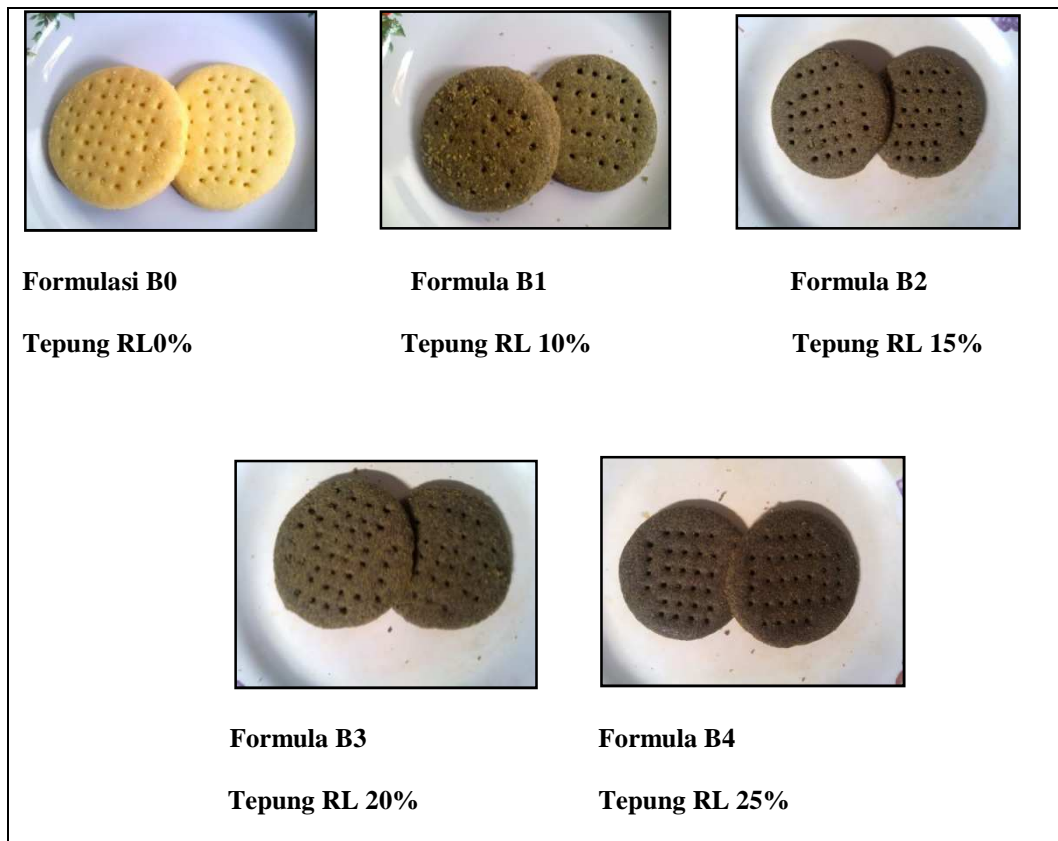 Formulasi B0
Formula B1
Formula B2
Tepung RL0%
Tepung RL 10%
Tepung RL 15%
Formula B3
Formula B4
Tepung RL 20%
Tepung RL 25%